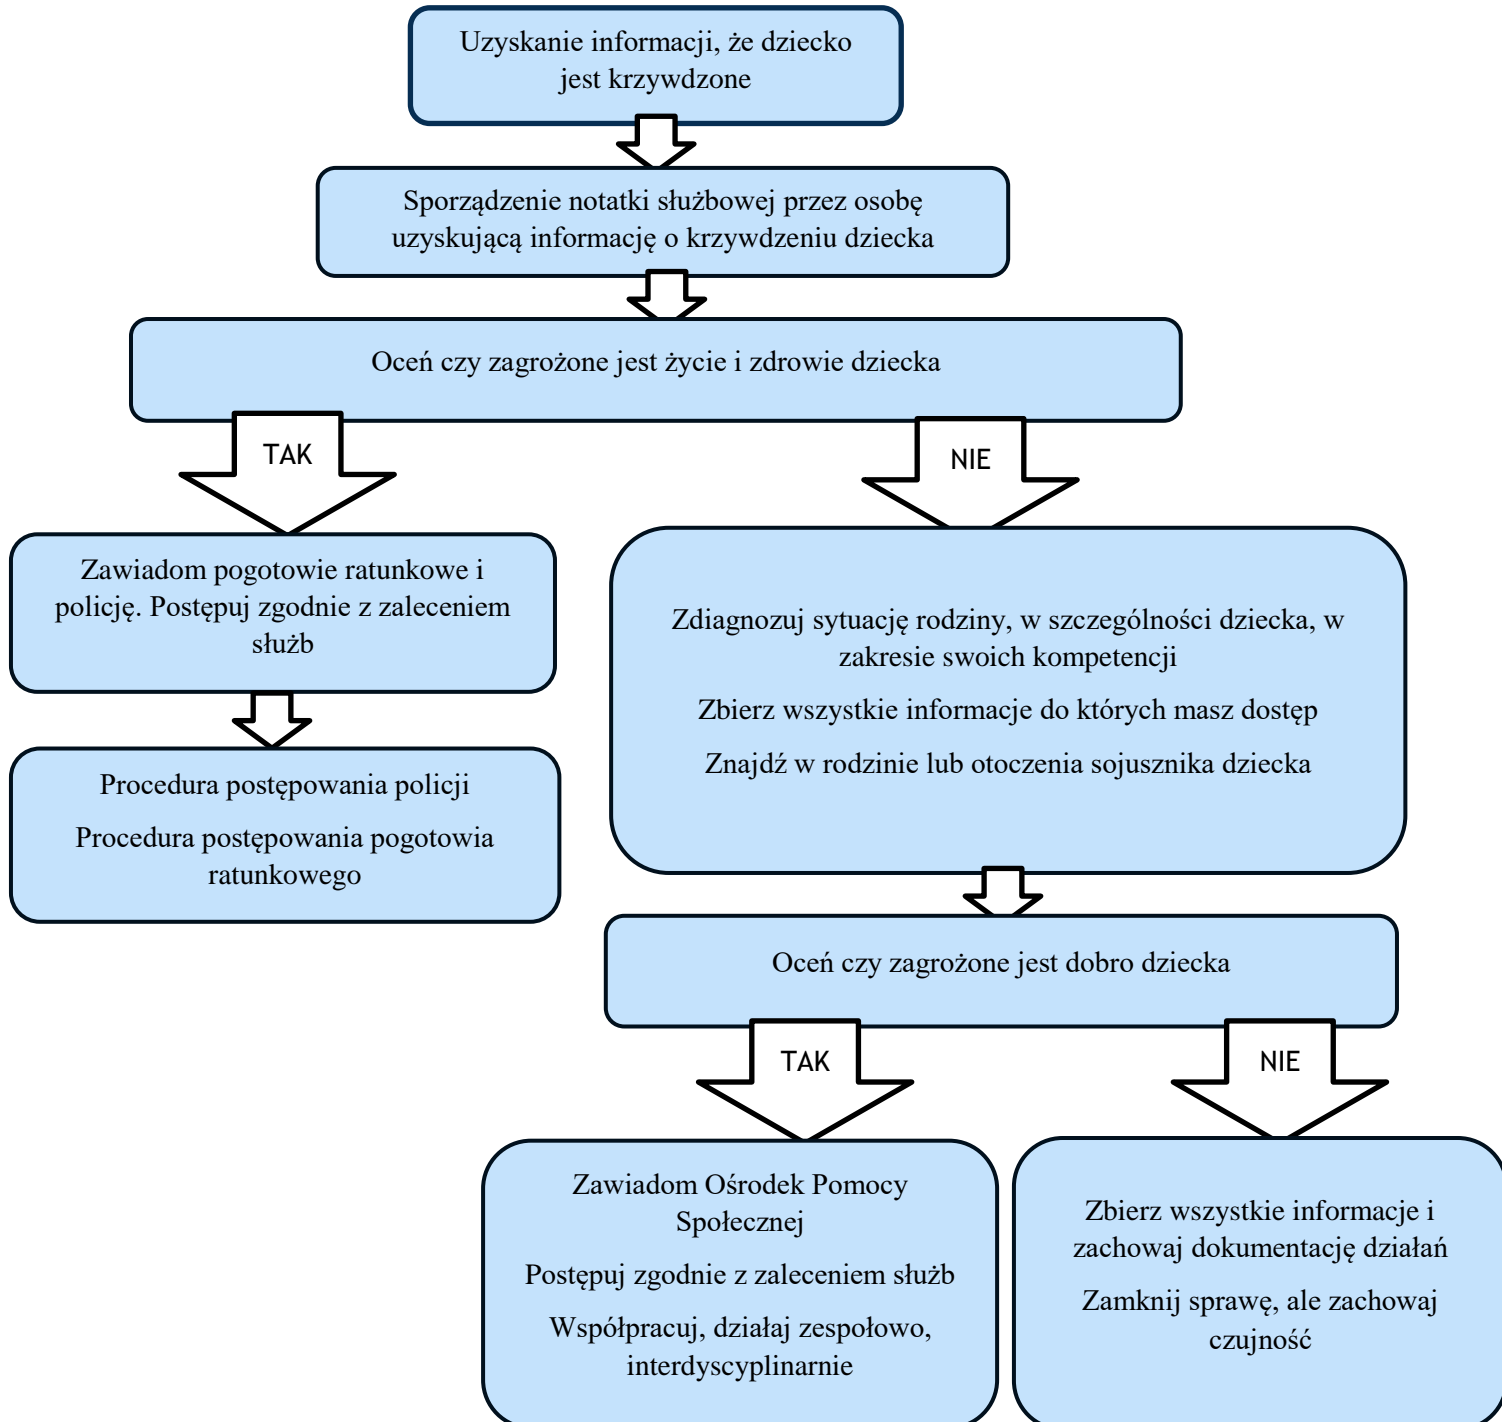 Uzyskanie informacji, że dziecko
jest krzywdzone
Sporządzenie notatki służbowej przez osobę
uzyskującą informację o krzywdzeniu dziecka
Oceń czy zagrożone jest życie i zdrowie dziecka
TAK
NIE
Zawiadom pogotowie ratunkowe i
policję. Postępuj zgodnie z zaleceniem
służb
Procedura postępowania policji
Procedura postępowania pogotowia
ratunkowego
Zdiagnozuj sytuację rodziny, w szczególności dziecka, w
zakresie swoich kompetencji
Zbierz wszystkie informacje do których masz dostęp
Znajdź w rodzinie lub otoczenia sojusznika dziecka
Oceń czy zagrożone jest dobro dziecka
TAK
NIE
Zawiadom Ośrodek Pomocy
Społecznej
Postępuj zgodnie z zaleceniem służb
Współpracuj, działaj zespołowo,
interdyscyplinarnie
Zbierz wszystkie informacje i
zachowaj dokumentację działań
Zamknij sprawę, ale zachowaj
czujność